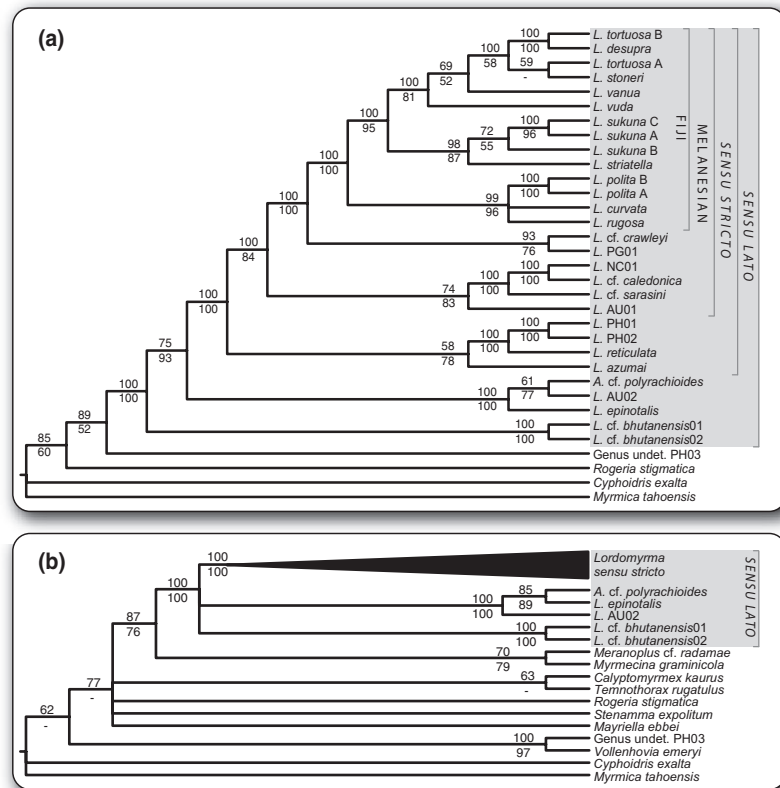 (a)
100
100
L. tortuosa B
L. desupra
100
58
59
-
L. tortuosa A
L. stoneri
69
52
L. vanua
100
81
L. vuda
100
95
100
96
L. sukuna C
L. sukuna A
72
55
L. sukuna B
98
87
L. striatella
100
100
100
100
L. polita B
L. polita A
99
96
L. curvata
L. rugosa
100
100
93
76
L. cf. crawleyi
L. PG01
100
84
100
100
L. NC01
L. cf. caledonica
100
100
L. cf. sarasini
74
83
L. AU01
100
100
100
100
L. PH01
L. PH02
100
100
L. reticulata
58
78
L. azumai
75
93
61
77
A. cf. polyrachioides
L. AU02
100
100
L. epinotalis
100
100
100
100
L. cf. bhutanensis01
L. cf. bhutanensis02
89
52
Genus undet. PH03
85
60
Rogeria stigmatica
Cyphoidris exalta
Myrmica tahoensis
FIJI
MELANESIAN
SENSU STRICTO
SENSU LATO
(b)
100
100
Lordomyrma
sensu stricto
100
100
85
89
A. cf. polyrachioides
L. epinotalis
100
100
L. AU02
100
100
L. cf. bhutanensis01
L. cf. bhutanensis02
SENSU LATO
87
76
70
79
Meranoplus cf. radamae
Myrmecina graminicola
77
-
63
-
Calyptomyrmex kaurus
Temnothorax rugatulus
Rogeria stigmatica
Stenamma expolitum
Mayriella ebbei
62
-
100
97
Genus undet. PH03
Vollenhovia emeryi
Cyphoidris exalta
Myrmica tahoensis